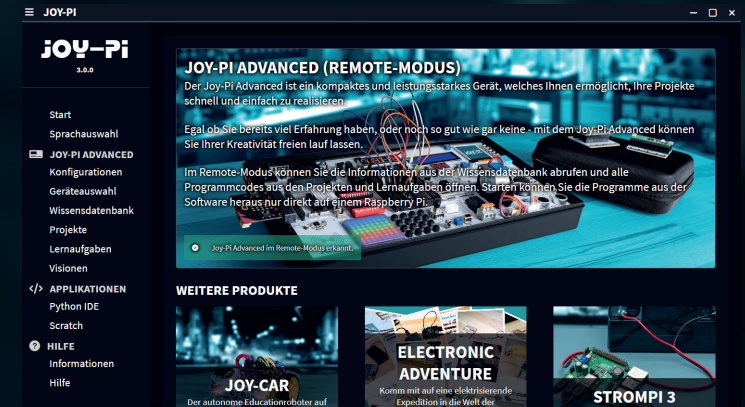 JOY-PI
JOY-Pi
3.0.0
Start
Sprachauswahl
JOY-PI ADVANCED
Konfigurationen
Geräteauswahl
Wissensdatenbank
Projekte
Lernaufgaben
Visionen
APPLIKATIONEN
Python IDE
Scratch
HILFE
Informationen
Hilfe
JOY-PI ADVANCED (REMOTE-MODUS)
Der Joy-Pi Advanced ist ein kompaktes und leistungsstarkes Gerät, welches Ihnen ermöglicht, Ihre Projekte
schnell und einfach zu realisieren.
Egal ob Sie bereits viel Erfahrung haben, oder noch so gut wie gar keine - mit dem Joy-Pi Advanced können
Sie Ihrer Kreativität freien lauf lassen.
Im Remote-Modus können Sie die Informationen aus der Wissensdatenbank abrufen und alle
Programmcodes aus den Projekten und Lernaufgaben öffnen. Starten können Sie die Programme aus der
Software heraus nur direkt auf einem Raspberry Pi.
Joy-Pi Advanced im Remote-Modus erkannt.
WEITERE PRODUKTE
JOY-CAR
Der autonome Educationroboter auf
ELECTRONIC
ADVENTURE
Komm mit auf eine elektrisierende
Expedition in die Welt der
STROMPI 3